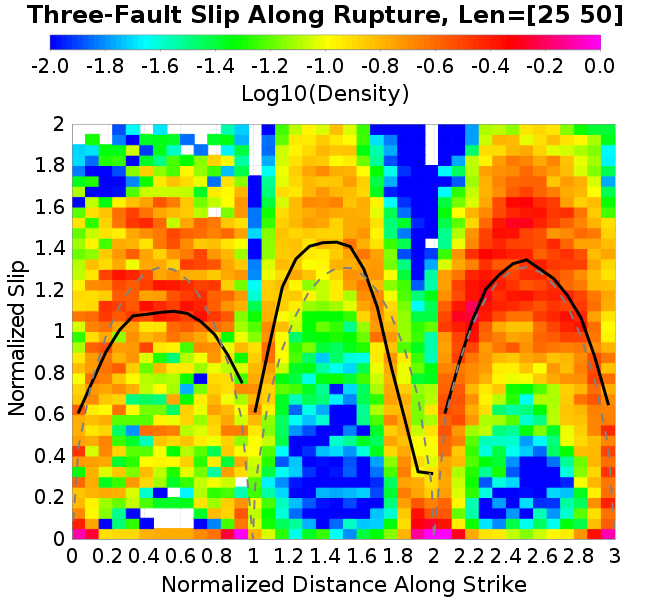 Three-Fault Slip Along Rupture, Len=[25 50]
-2.0 -1.8 -1.6 -1.4 -1.2 -1.0 -0.8 -0.6 -0.4 -0.2 0.0
Log10(Density)
2
1.8
1.6
1.4
1.2
1
0.8
0.6
0.4
0.2
0
Normalized Slip
0 0.2 0.4 0.6 0.8 1 1.2 1.4 1.6 1.8 2 2.2 2.4 2.6 2.8 3
Normalized Distance Along Strike